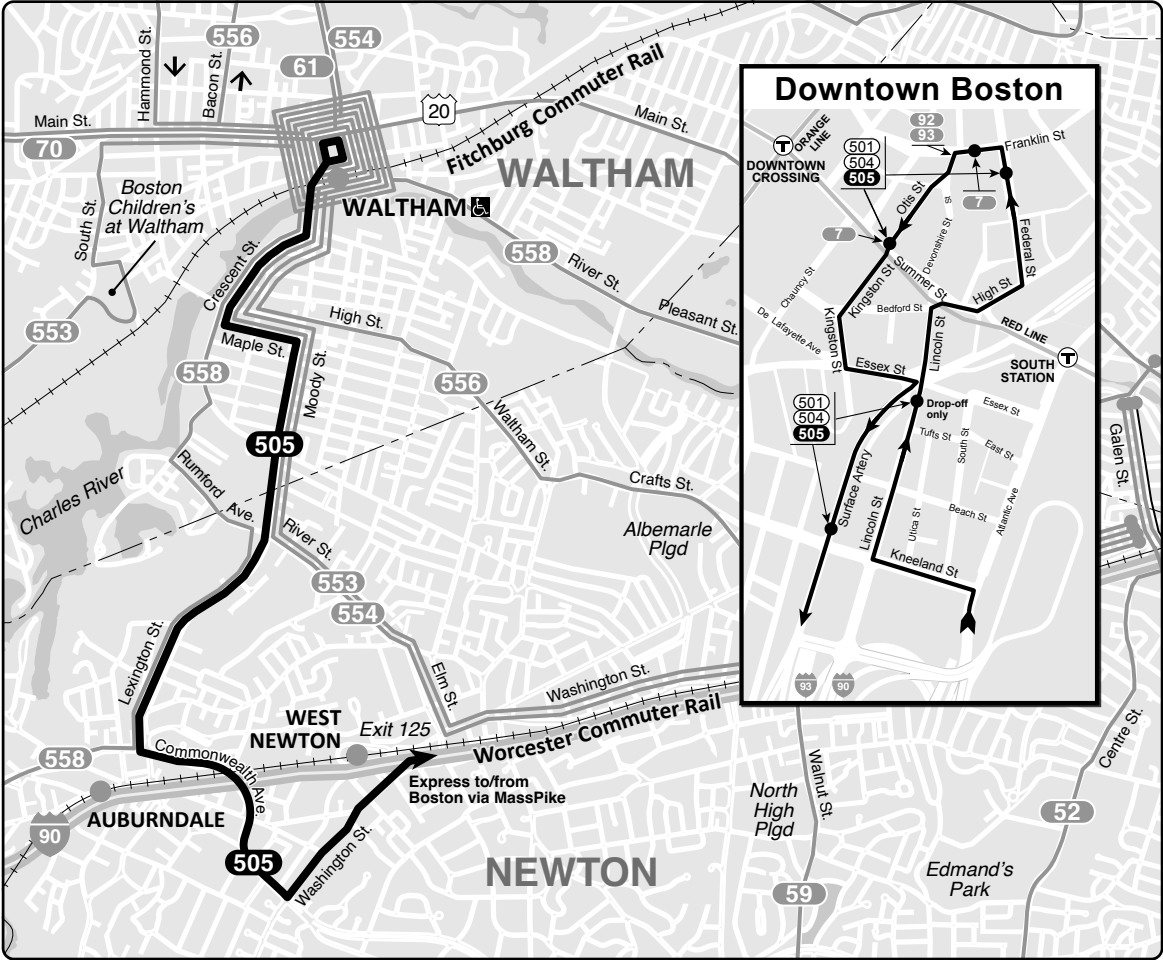 Hammond St.
556
Bacon St.
554
61
Main St.
70
20
Fitchburg Commuter Rail
Main St.
WALTHAM
WALTHAM
Boston
Children's
at Waltham
South St.
553
Crescent St.
558
River St.
Pleasant St.
High St.
Maple St.
Moody St.
558
556
Waltham St.
505
Crafts St.
Charles River
Rumford
Ave.
River St.
Albemarle
Plgd
553
554
Lexington St.
Elm St.
Washington St.
WEST
NEWTON
Exit 125
Worcester Commuter Rail
558
Commonwealth
Ave.
Express to/from
Boston via MassPike
AUBURNDALE
90
505
Washington St.
NEWTON
North
High
Plgd
Walnut St.
59
Edmand's
Park
52
Centre St.
Galen St.
Downtown Boston
ORANGE
LINE
T
DOWNTOWN
CROSSING
501
504
505
92
93
Franklin St
7
7
Otis St
St
Devonshire St
Federal St
Summer St
Chauncy St
Kingston St
Bedford St
High St
De Lafayette Ave
Kingston St
Lincoln St
RED LINE
T
SOUTH
STATION
Essex St
501
504
505
Drop-off
only
Essex St
Tufts St
South St
East St
Surface Artery
Lincoln St
Utica St
Beach St
Atlantic Ave
Kneeland St
93
90